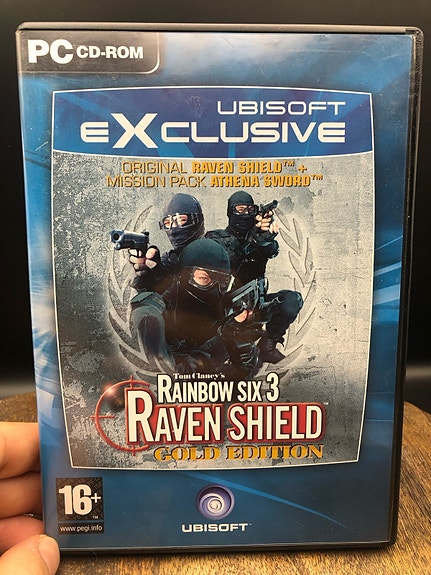 PC CD-ROM
UBISOFT
eXclusive
ORIGINAL RAVEN SHIELD™ +
MISSION PACK ATHENA SWORD™
Tom Clancy's
RAINBOW SIX 3
RAVEN SHIELD
GOLD EDITION
16+
www.pegi.info
UBISOFT™